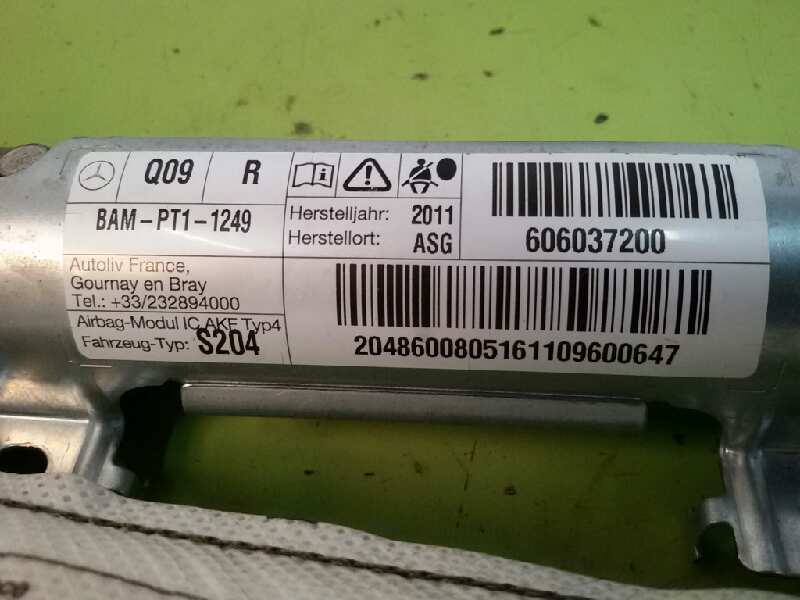 Q09 R
BAM-PT1-1249
Autoliv France,
Gournay en Bray
Tel.: +33/232894000
Airbag-Modul IC AKF Typ4
Fahrzeug-Typ: S204
Herstelljahr: 2011
Herstellort: ASG
606037200
2048600805161109600647